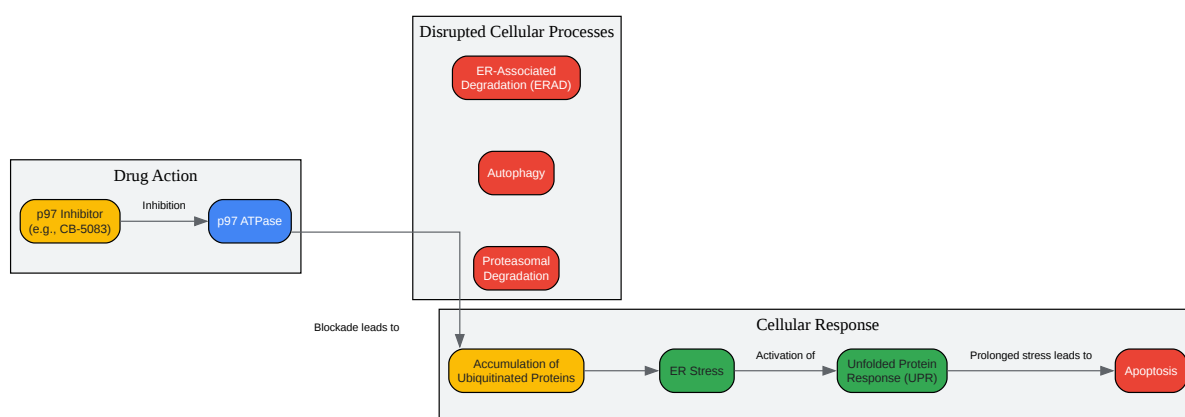 Disrupted Cellular Processes
ER-Associated
Degradation (ERAD)
Autophagy
Proteasomal
Degradation
Drug Action
p97 Inhibitor
(e.g., CB-5083)
Inhibition
p97 ATPase
Blockade leads to
Cellular Response
Accumulation of
Ubiquitinated Proteins
ER Stress
Activation of
Unfolded Protein
Response (UPR)
Prolonged stress leads to
Apoptosis